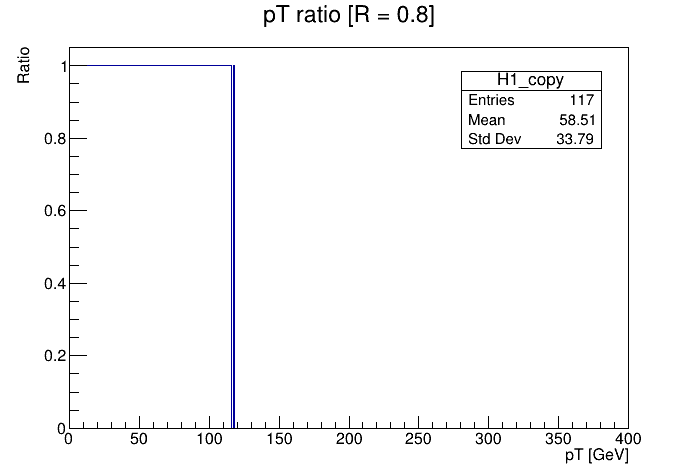 pT ratio [R = 0.8]
Ratio
H1_copy
Entries 117
Mean 58.51
Std Dev 33.79
1
0.8
0.6
0.4
0.2
0
0 50 100 150 200 250 300 350 400
pT [GeV]